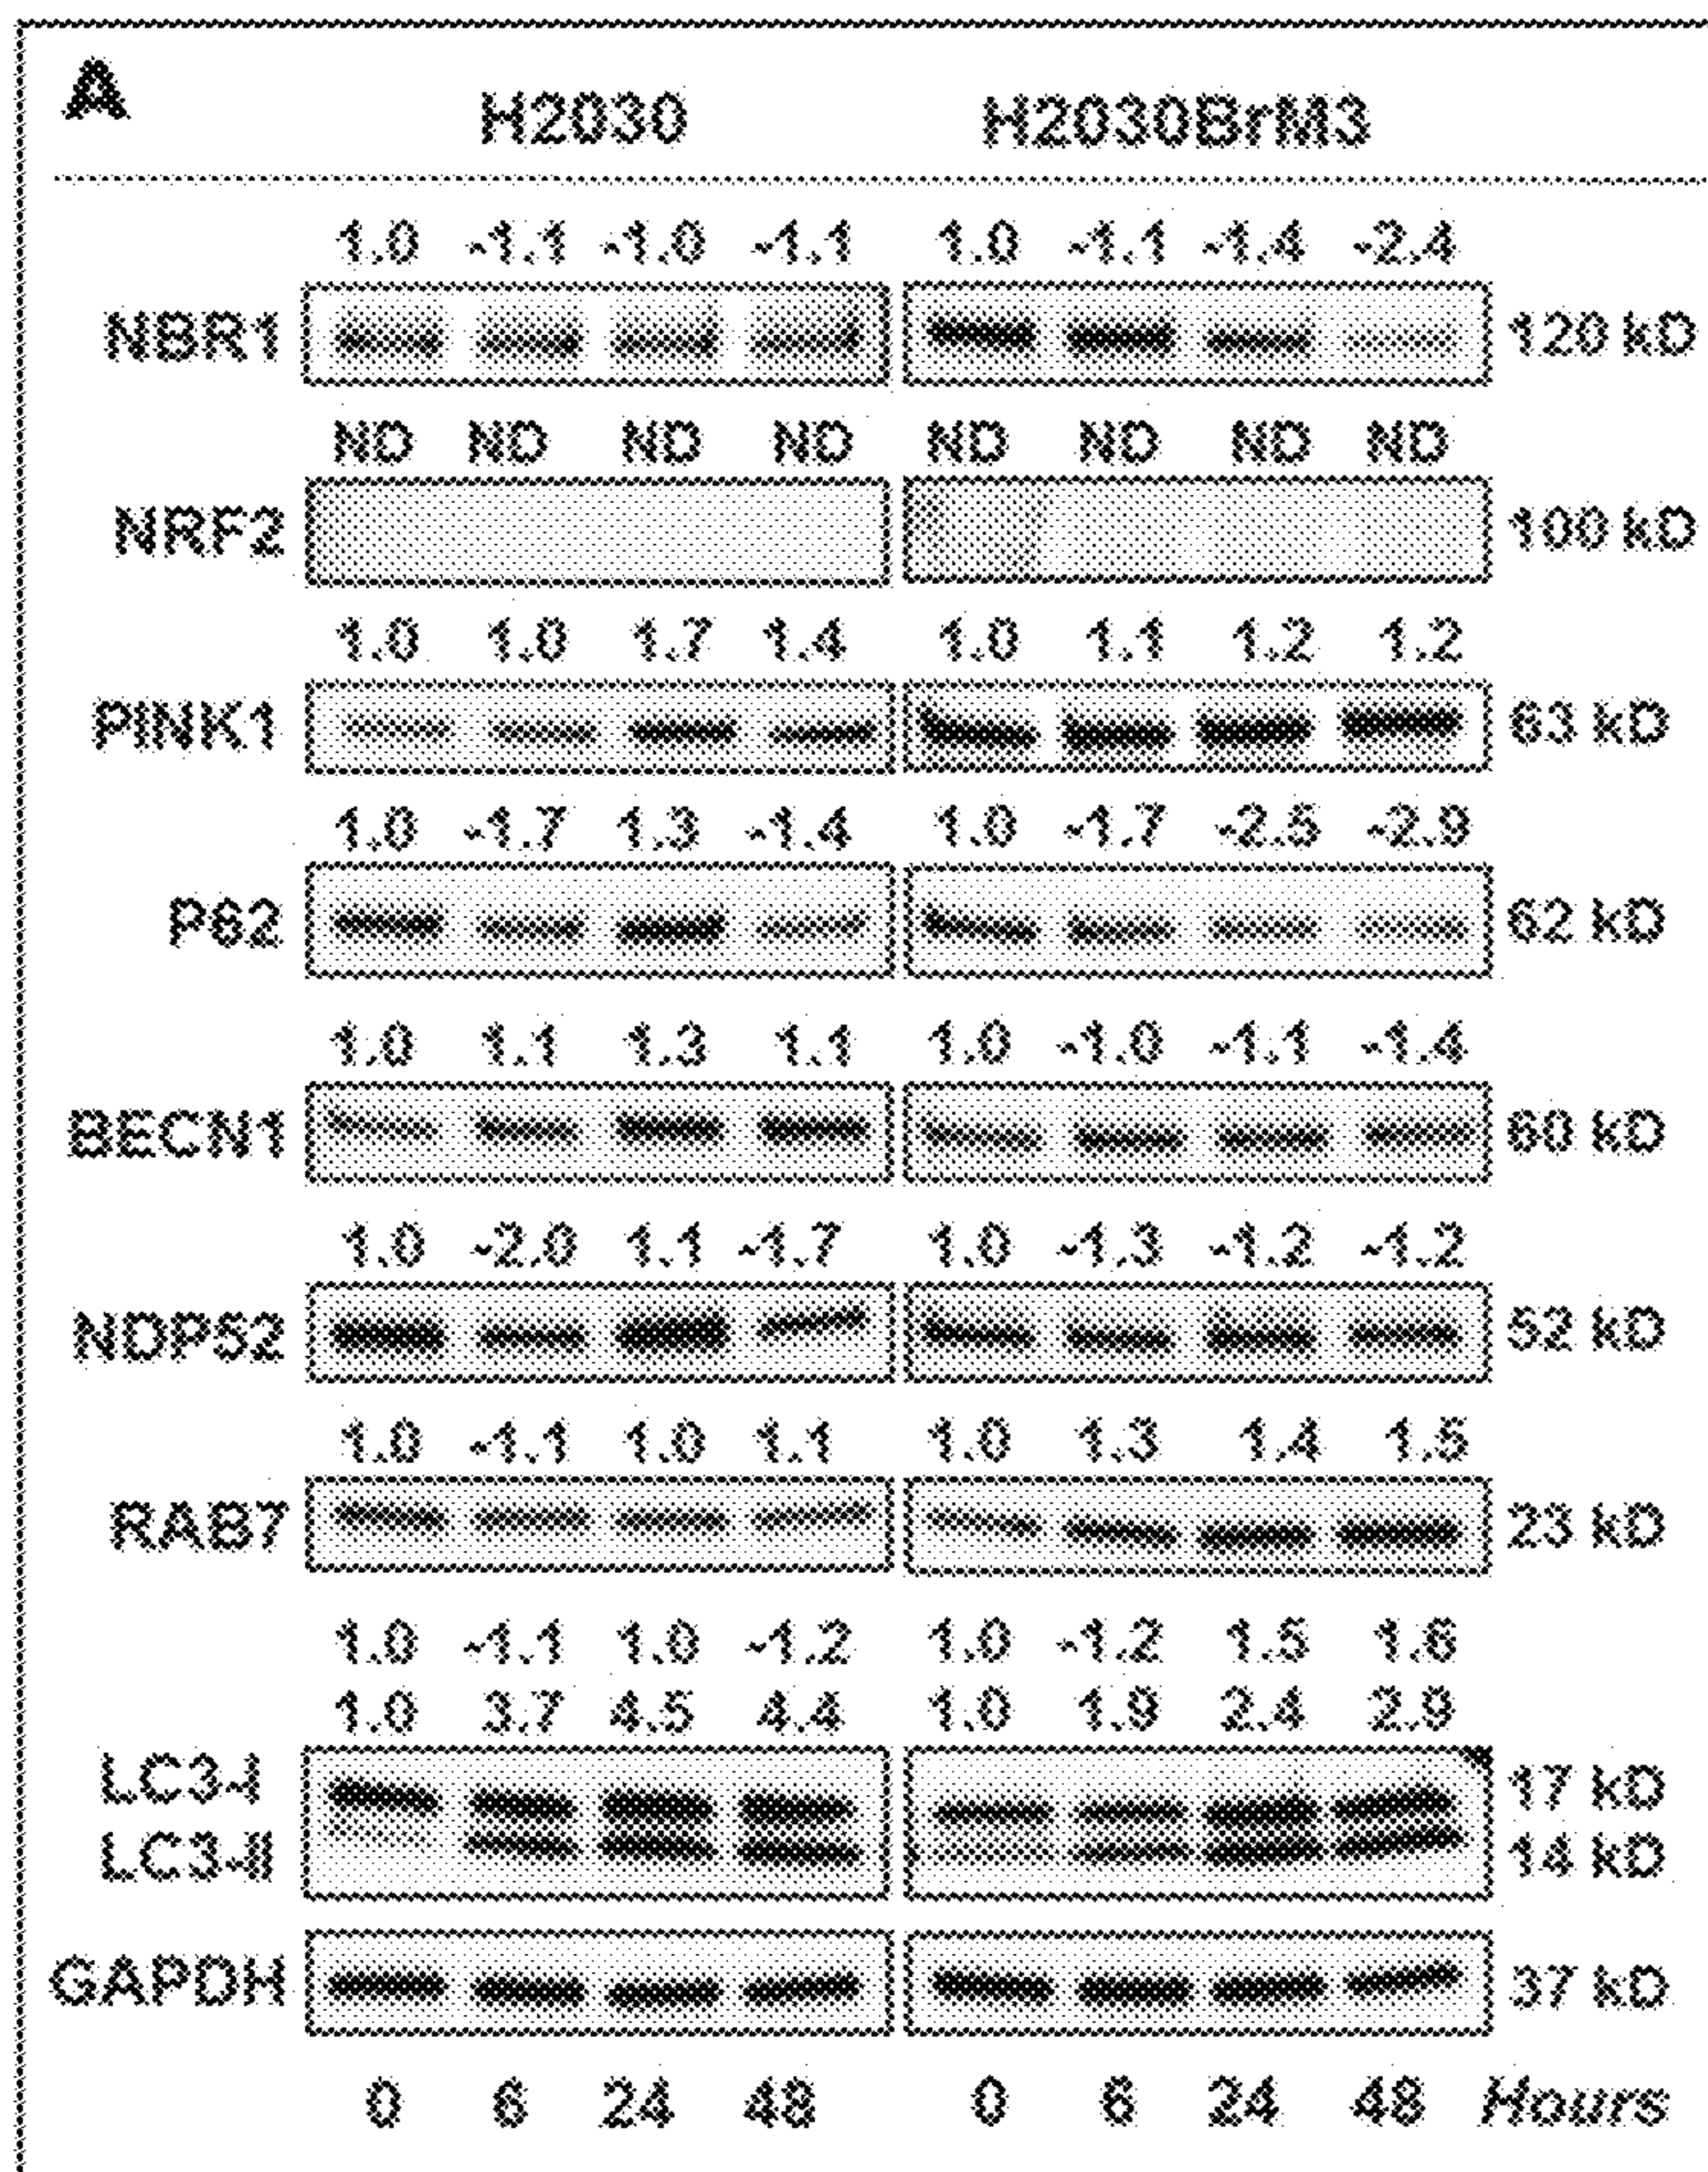 A
H2030 H2030BrM3
1.0 -1.1 -1.0 -1.1 1.0 -1.1 -1.4 -2.4
NBR1 120 kD
ND ND ND ND ND ND ND ND
NRF2 100 kD
1.0 1.0 1.7 1.4 1.0 1.1 1.2 1.2
PINK1 63 kD
1.0 -1.7 1.3 -1.4 1.0 -1.7 -2.5 -2.9
P62 62 kD
1.0 1.1 1.3 1.1 1.0 -1.0 -1.1 -1.4
BECN1 60 kD
1.0 -2.0 1.1 -1.7 1.0 -1.3 -1.2 -1.2
NDP52 52 kD
1.0 -1.1 1.0 1.1 1.0 1.3 1.4 1.5
RAB7 23 kD
1.0 -1.1 1.0 -1.2 1.0 -1.2 1.5 1.6
1.0 3.7 4.5 4.4 1.0 1.9 2.4 2.9
LC3-I 17 kD
LC3-II 14 kD
GAPDH 37 kD
0 6 24 48 0 6 24 48 Hours